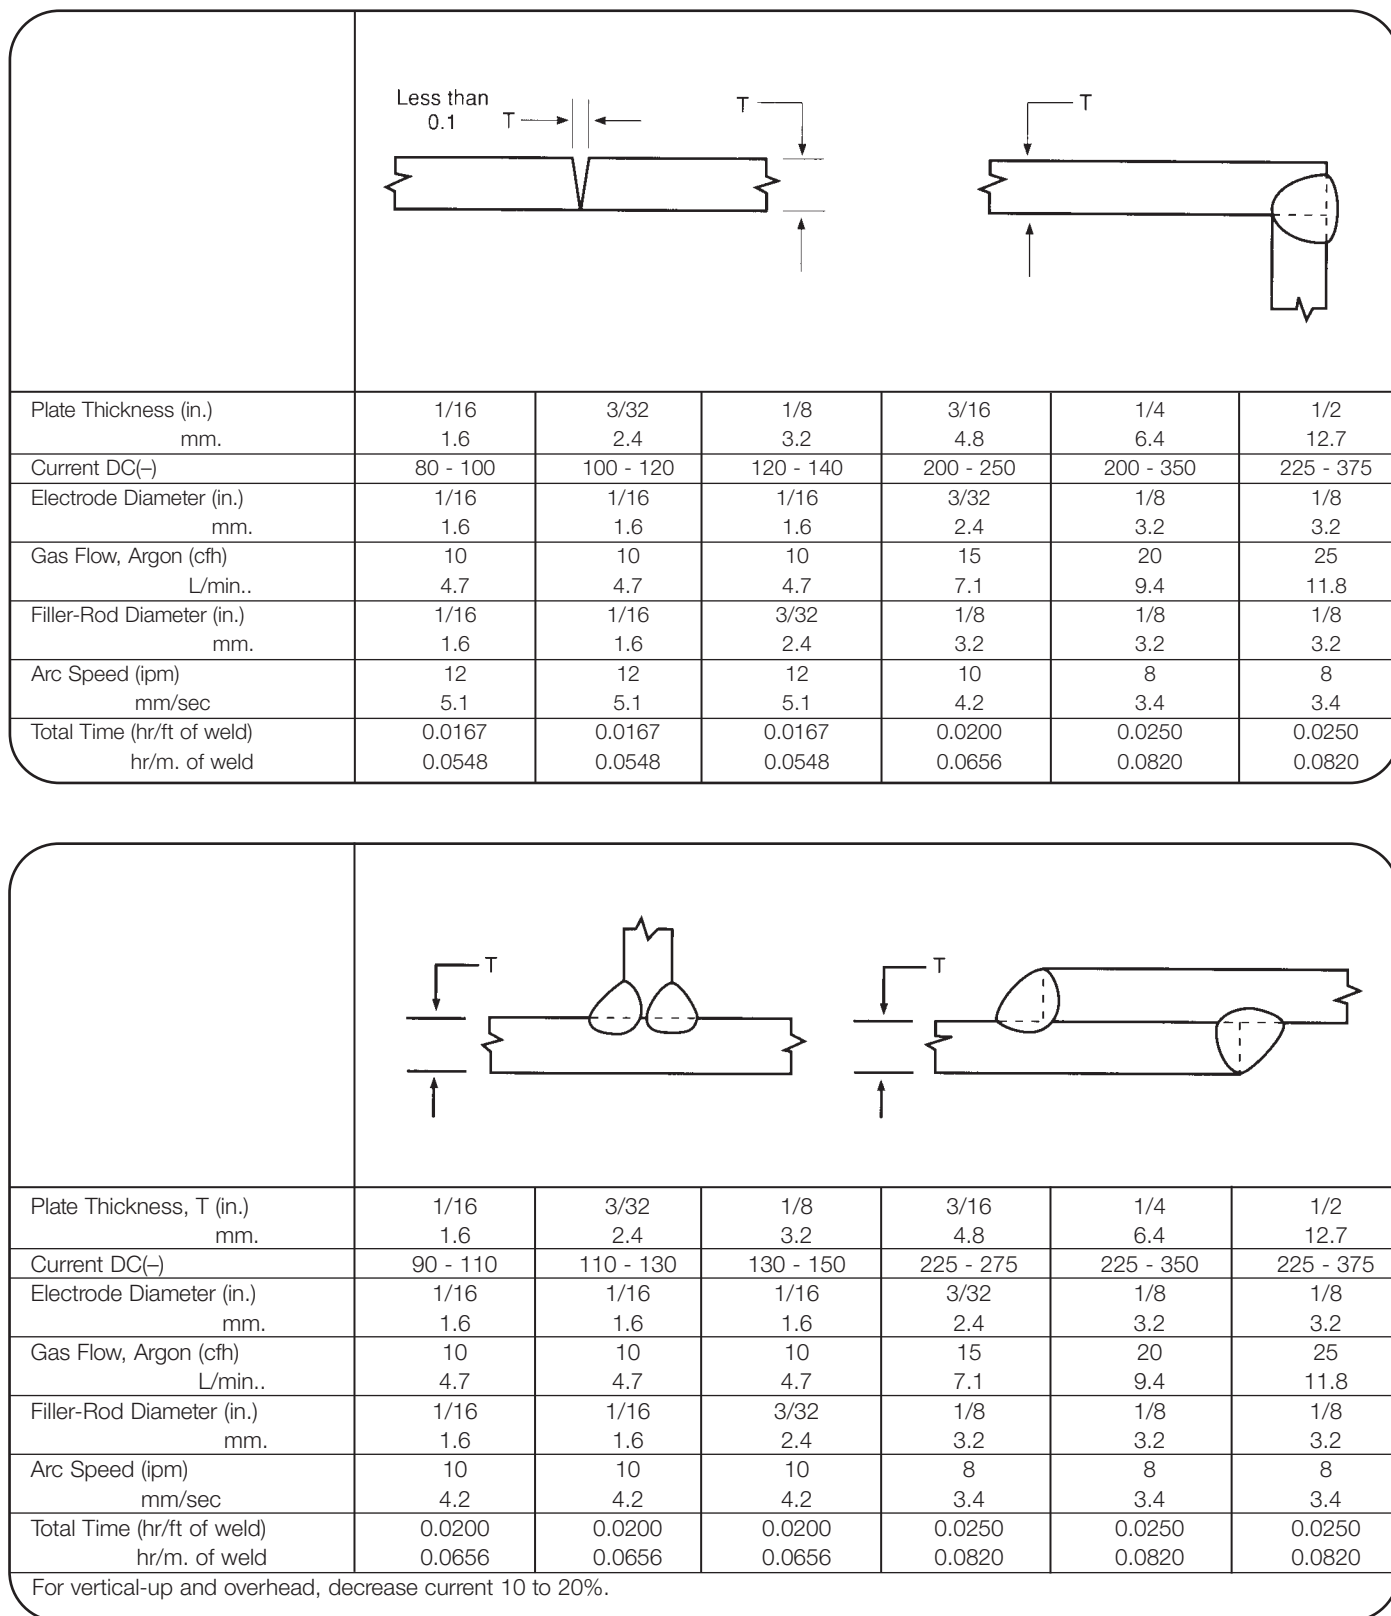 Less than
0.1 T
T
T
Plate Thickness (in.) 1/16 3/32 1/8 3/16 1/4 1/2
mm. 1.6 2.4 3.2 4.8 6.4 12.7
Current DC(–) 80 - 100 100 - 120 120 - 140 200 - 250 200 - 350 225 - 375
Electrode Diameter (in.) 1/16 1/16 1/16 3/32 1/8 1/8
mm. 1.6 1.6 1.6 2.4 3.2 3.2
Gas Flow, Argon (cfh) 10 10 10 15 20 25
L/min.. 4.7 4.7 4.7 7.1 9.4 11.8
Filler-Rod Diameter (in.) 1/16 1/16 3/32 1/8 1/8 1/8
mm. 1.6 1.6 2.4 3.2 3.2 3.2
Arc Speed (ipm) 12 12 12 10 8 8
mm/sec 5.1 5.1 5.1 4.2 3.4 3.4
Total Time (hr/ft of weld) 0.0167 0.0167 0.0167 0.0200 0.0250 0.0250
hr/m. of weld 0.0548 0.0548 0.0548 0.0656 0.0820 0.0820
T
T
Plate Thickness, T (in.) 1/16 3/32 1/8 3/16 1/4 1/2
mm. 1.6 2.4 3.2 4.8 6.4 12.7
Current DC(–) 90 - 110 110 - 130 130 - 150 225 - 275 225 - 350 225 - 375
Electrode Diameter (in.) 1/16 1/16 1/16 3/32 1/8 1/8
mm. 1.6 1.6 1.6 2.4 3.2 3.2
Gas Flow, Argon (cfh) 10 10 10 15 20 25
L/min.. 4.7 4.7 4.7 7.1 9.4 11.8
Filler-Rod Diameter (in.) 1/16 1/16 3/32 1/8 1/8 1/8
mm. 1.6 1.6 2.4 3.2 3.2 3.2
Arc Speed (ipm) 10 10 10 8 8 8
mm/sec 4.2 4.2 4.2 3.4 3.4 3.4
Total Time (hr/ft of weld) 0.0200 0.0200 0.0200 0.0250 0.0250 0.0250
hr/m. of weld 0.0656 0.0656 0.0656 0.0820 0.0820 0.0820
For vertical-up and overhead, decrease current 10 to 20%.